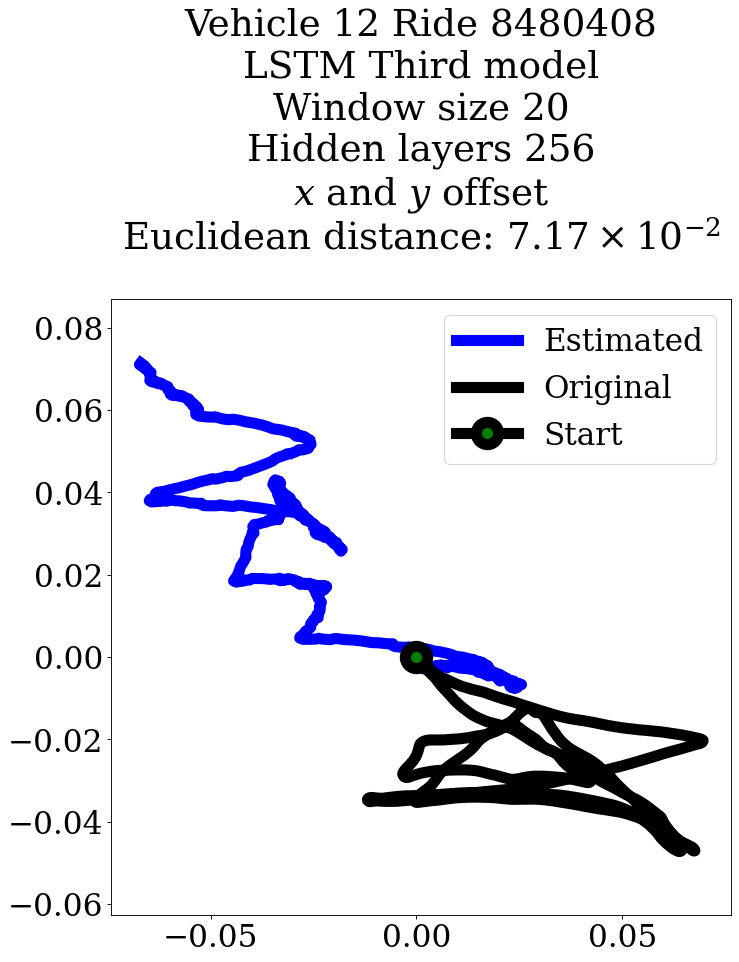 Vehicle 12 Ride 8480408
LSTM Third model
Window size 20
Hidden layers 256
x and y offset
Euclidean distance: 7.17 × 10⁻²
Estimated
Original
Start
0.08
0.06
0.04
0.02
0.00
−0.02
−0.04
−0.06
−0.05 0.00 0.05